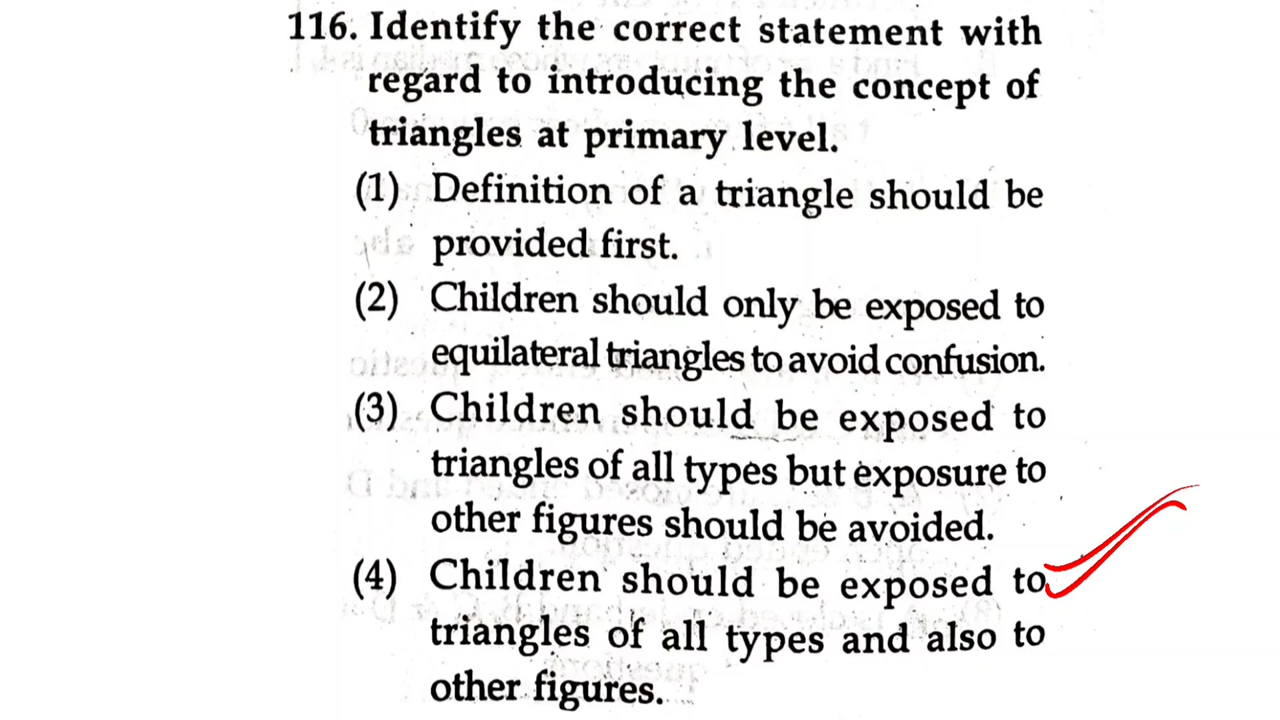 116. Identify the correct statement with
regard to introducing the concept of
triangles at primary level.
(1) Definition of a triangle should be
provided first.
(2) Children should only be exposed to
equilateral triangles to avoid confusion.
(3) Children should be exposed to
triangles of all types but exposure to
other figures should be avoided.
(4) Children should be exposed to
triangles of all types and also to
other figures.